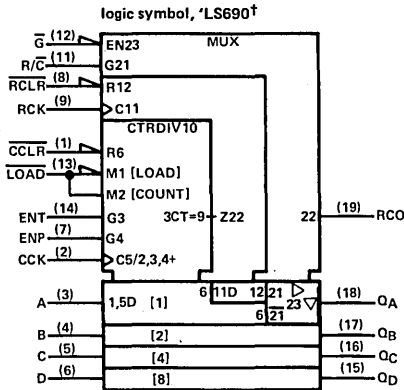 logic symbol, 'LS690†
MUX
G (12) EN23
R/C (11) G21
RCLR (8) R12
RCK (9) C11
CTRDIV10
CCLR (1) R6
LOAD (13) M1 [LOAD]
M2 [COUNT]
ENT (14) G3 3CT=9 Z22 22 (19) RCO
ENP (7) G4
CCK (2) C5/2,3,4+
A (3) 1,5D [1] 6 11D 12 21 23 (18) QA
6 21
B (4) [2] (17) QB
C (5) [4] (16) QC
D (6) [8] (15) QD